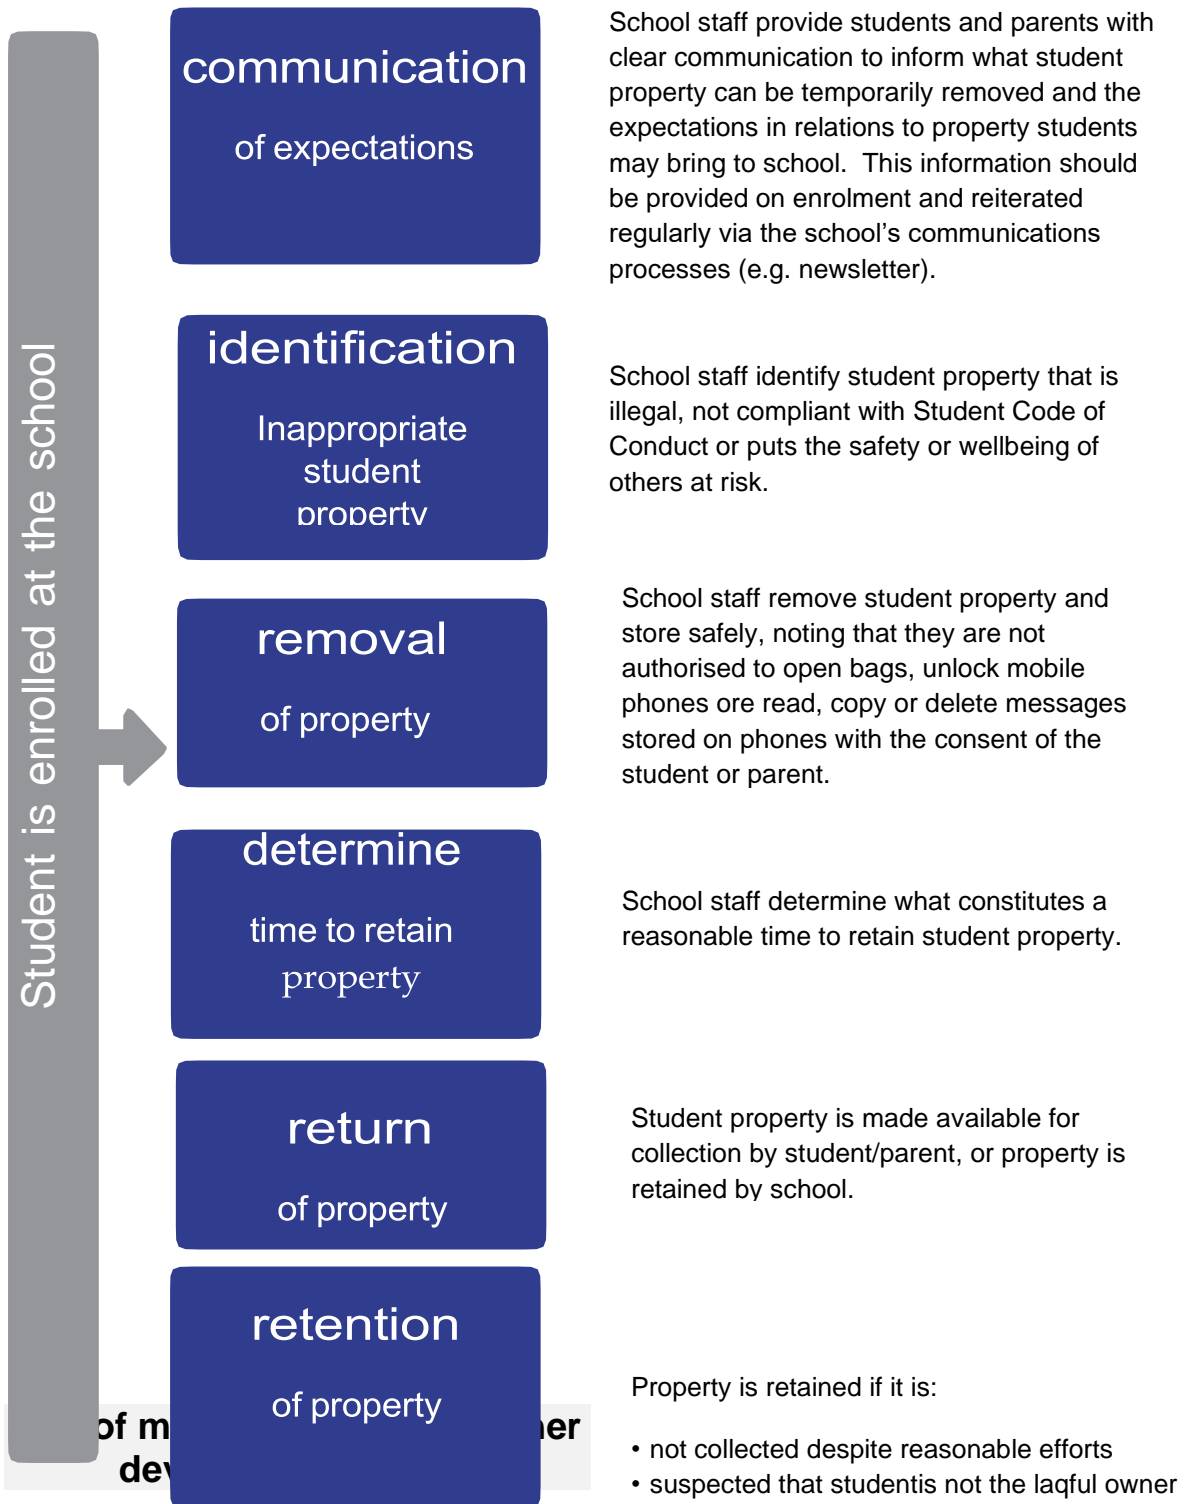 Student is enrolled at the school
communication
of expectations
School staff provide students and parents with
clear communication to inform what student
property can be temporarily removed and the
expectations in relations to property students
may bring to school.  This information should
be provided on enrolment and reiterated
regularly via the school’s communications
processes (e.g. newsletter).
identification
Inappropriate
student
property
School staff identify student property that is
illegal, not compliant with Student Code of
Conduct or puts the safety or wellbeing of
others at risk.
removal
of property
School staff remove student property and
store safely, noting that they are not
authorised to open bags, unlock mobile
phones ore read, copy or delete messages
stored on phones with the consent of the
student or parent.
determine
time to retain
property
School staff determine what constitutes a
reasonable time to retain student property.
return
of property
Student property is made available for
collection by student/parent, or property is
retained by school.
retention
of property
Property is retained if it is:
• not collected despite reasonable efforts
• suspected that studentis not the laqful owner
of